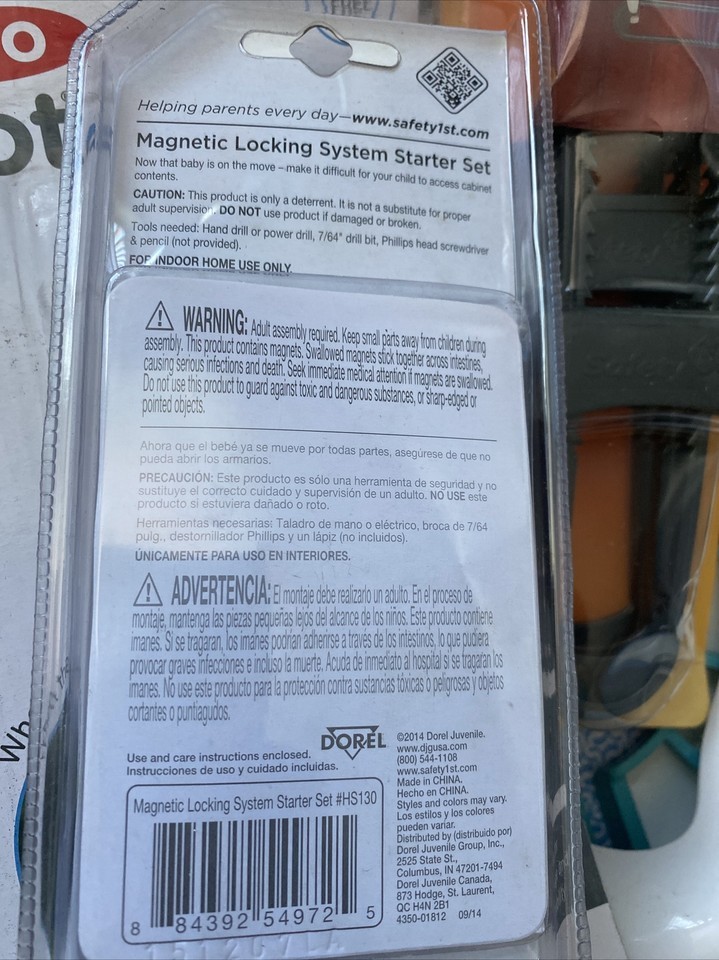 O
FREE
ot
Helping parents every day—www.safety1st.com
Magnetic Locking System Starter Set
Now that baby is on the move – make it difficult for your child to access cabinet
contents.
CAUTION: This product is only a deterrent. It is not a substitute for proper
adult supervision. DO NOT use product if damaged or broken.
Tools needed: Hand drill or power drill, 7/64" drill bit, Phillips head screwdriver
& pencil (not provided).
FOR INDOOR HOME USE ONLY.
WARNING: Adult assembly required. Keep small parts away from children during
assembly. This product contains magnets. Swallowed magnets stick together across intestines,
causing serious infections and death. Seek immediate medical attention if magnets are swallowed.
Do not use this product to guard against toxic and dangerous substances, or sharp-edged or
pointed objects.
Ahora que el bebé ya se mueve por todas partes, asegúrese de que no
pueda abrir los armarios.
PRECAUCIÓN: Este producto es sólo una herramienta de seguridad y no
sustituye el correcto cuidado y supervisión de un adulto. NO USE este
producto si estuviera dañado o roto.
Herramientas necesarias: Taladro de mano o eléctrico, broca de 7/64
pulg., destornillador Phillips y un lápiz (no incluidos).
ÚNICAMENTE PARA USO EN INTERIORES.
ADVERTENCIA: El montaje debe realizarlo un adulto. En el proceso de
montaje, mantenga las piezas pequeñas lejos del alcance de los niños. Este producto contiene
imanes. Si se tragaran, los imanes podrían adherirse a través de los intestinos, lo que pudiera
provocar graves infecciones e incluso la muerte. Acuda de inmediato al hospital si se tragaran los
imanes. No use este producto para la protección contra sustancias tóxicas o peligrosas y objetos
cortantes o puntiagudos.
Wh
Use and care instructions enclosed.
Instrucciones de uso y cuidado incluidas.
DOREL
Magnetic Locking System Starter Set #HS130
8 84392 54972 5
©2014 Dorel Juvenile.
www.djgusa.com
(800) 544-1108
www.safety1st.com
Made in CHINA.
Hecho en CHINA.
Styles and colors may vary.
Los estilos y los colores
pueden variar.
Distributed by (distribuido por)
Dorel Juvenile Group, Inc.,
2525 State St.,
Columbus, IN 47201-7494
Dorel Juvenile Canada,
873 Hodge, St. Laurent,
QC H4N 2B1
4350-01812 09/14